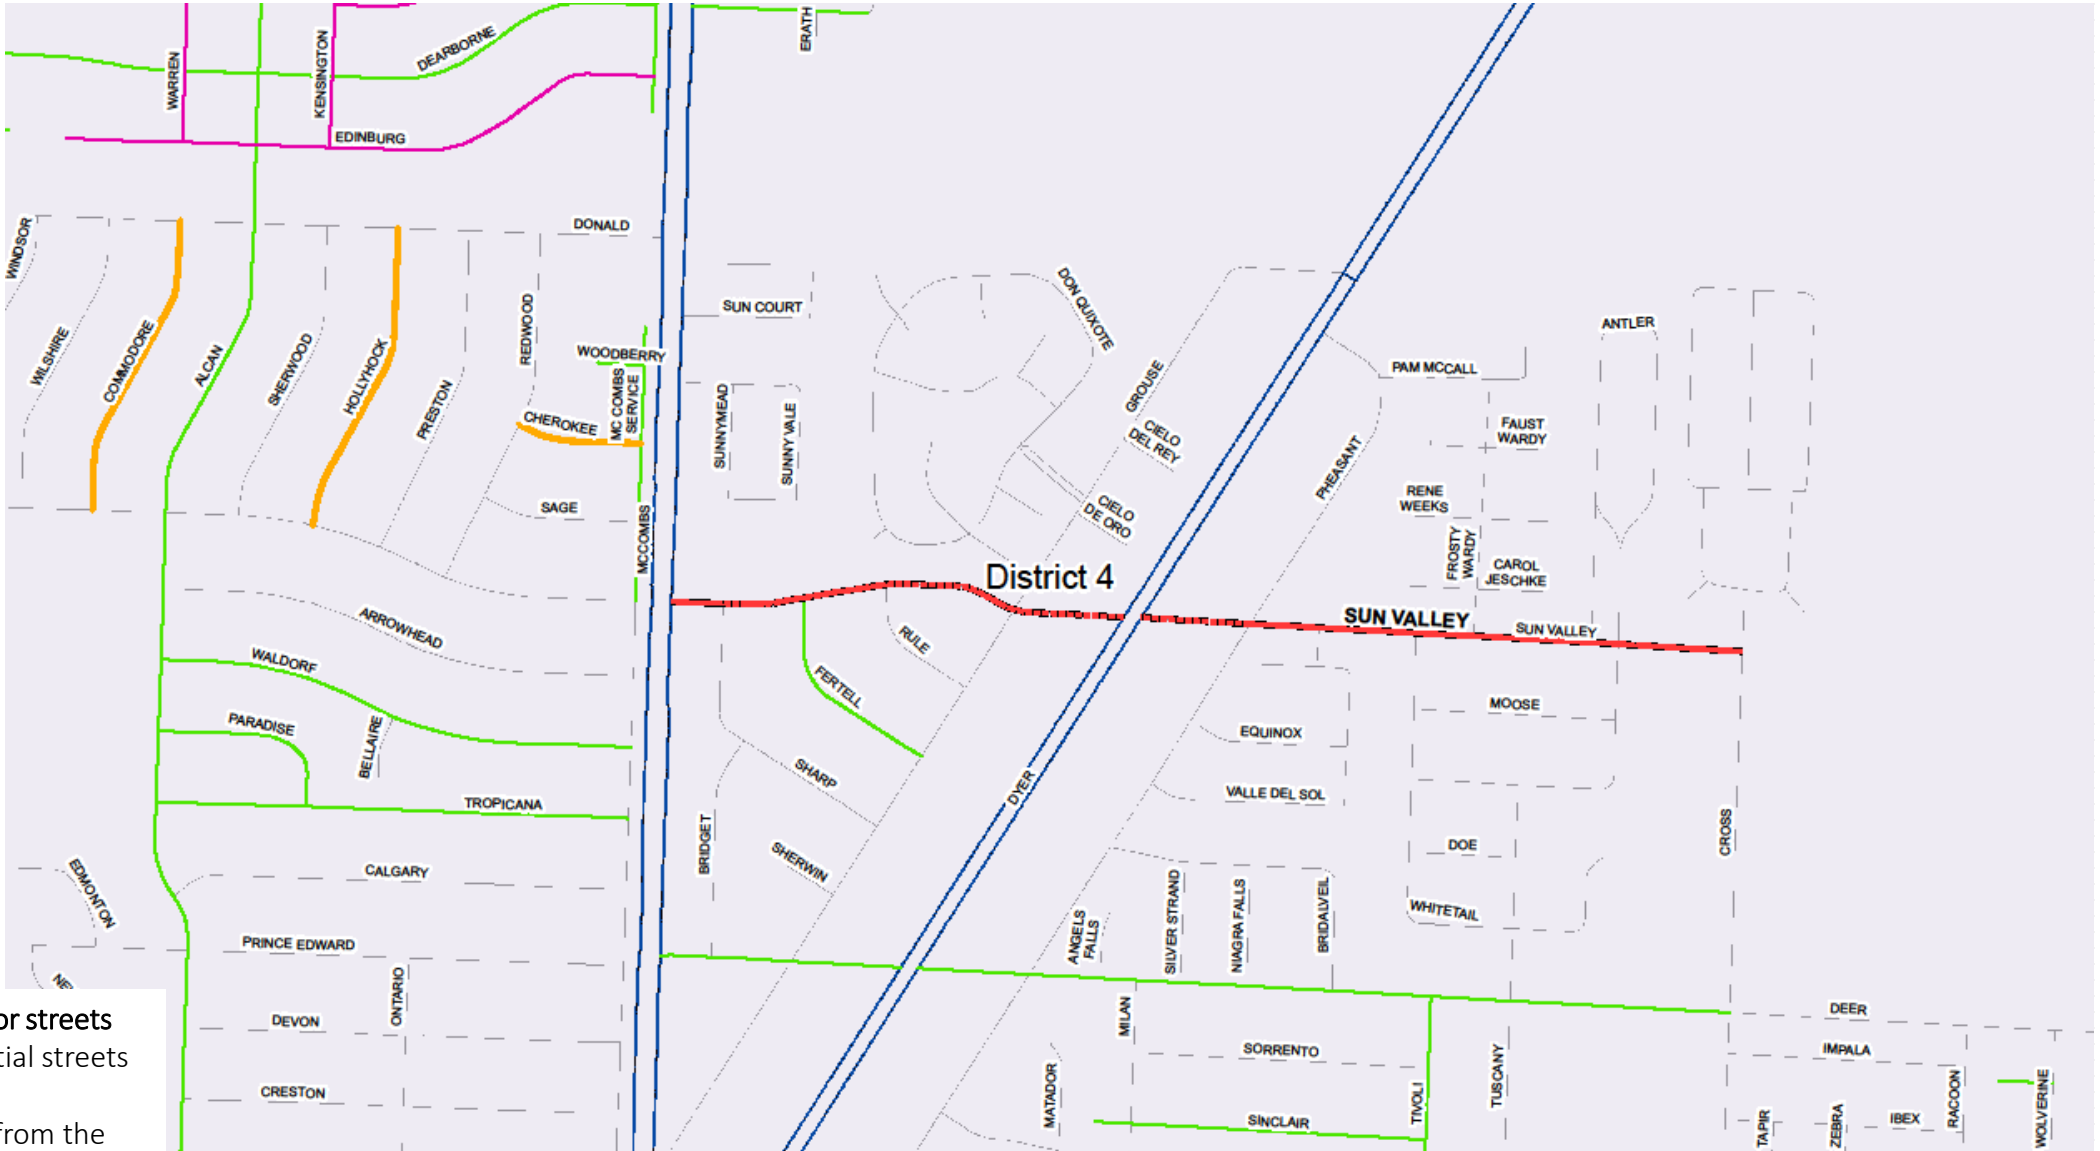 ERATH
DEARBORNE
WARREN
KENSINGTON
EDINBURG
WINDSOR
DONALD
DON QUIXOTE
SUN COURT
REDWOOD
WOODBERRY
ANTLER
WILSHIRE
COMMODORE
ALCAN
SHERWOOD
HOLLYHOCK
PRESTON
CHEROKEE
MC COMBS
SERVICE
SUNNYMEAD
SUNNY VALE
GROUSE
CIELO
DEL REY
PAM MCCALL
FAUST
WARDY
PHEASANT
RENE
WEEKS
SAGE
CIELO
DE ORO
MCCOMBS
FROSTY
WARDY
CAROL
JESCHKE
District 4
ARROWHEAD
RULE
SUN VALLEY
SUN VALLEY
WALDORF
FERTELL
MOOSE
PARADISE
BELLAIRE
EQUINOX
SHARP
DYER
VALLE DEL SOL
TROPICANA
BRIDGET
SHERWIN
DOE
CROSS
EDMONTON
CALGARY
WHITETAIL
ANGELS
FALLS
SILVER STRAND
NIAGRA FALLS
BRIDALVEIL
PRINCE EDWARD
ONTARIO
DEVON
MILAN
DEER
SORRENTO
IMPALA
TUSCANY
CRESTON
MATADOR
SINCLAIR
TIVOLI
TAPIR
ZEBRA
IBEX
RACOON
WOLVERINE
or streets
tial streets
from the